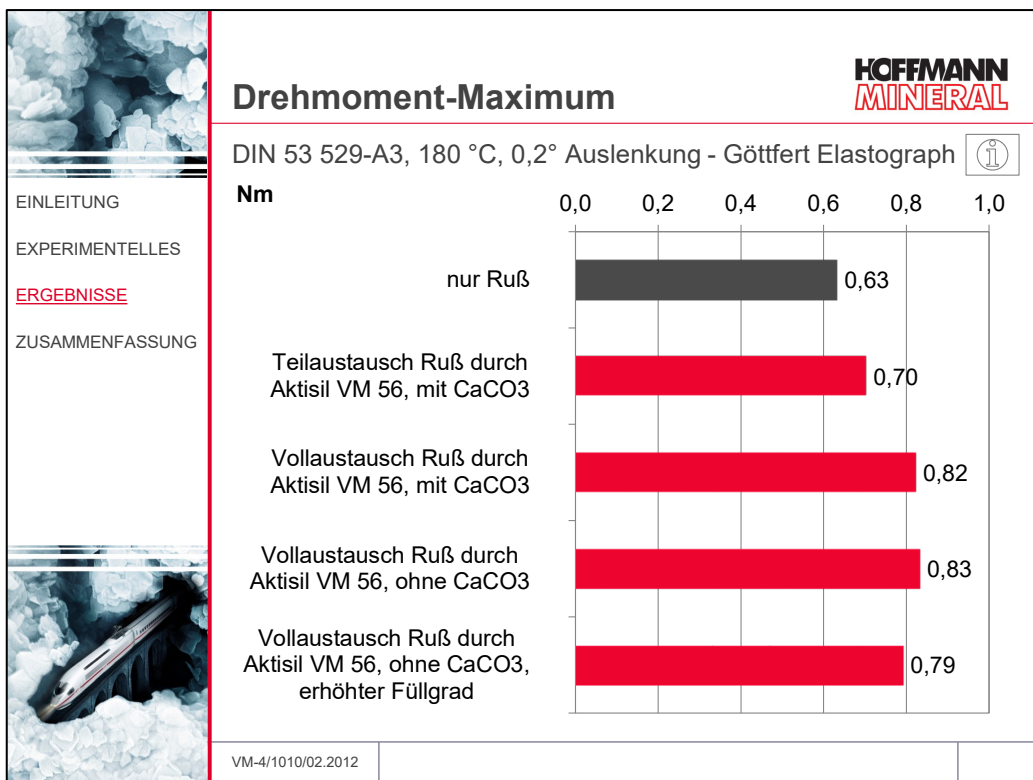 HOFFMANN
MINERAL
Drehmoment-Maximum
DIN 53 529-A3, 180 °C, 0,2° Auslenkung - Göttfert Elastograph
EINLEITUNG
EXPERIMENTELLES
ERGEBNISSE
ZUSAMMENFASSUNG
Nm
0,0 0,2 0,4 0,6 0,8 1,0
nur Ruß
0,63
Teilaustausch Ruß durch
Aktisil VM 56, mit CaCO3
0,70
Vollaustausch Ruß durch
Aktisil VM 56, mit CaCO3
0,82
Vollaustausch Ruß durch
Aktisil VM 56, ohne CaCO3
0,83
Vollaustausch Ruß durch
Aktisil VM 56, ohne CaCO3,
erhöhter Füllgrad
0,79
VM-4/1010/02.2012